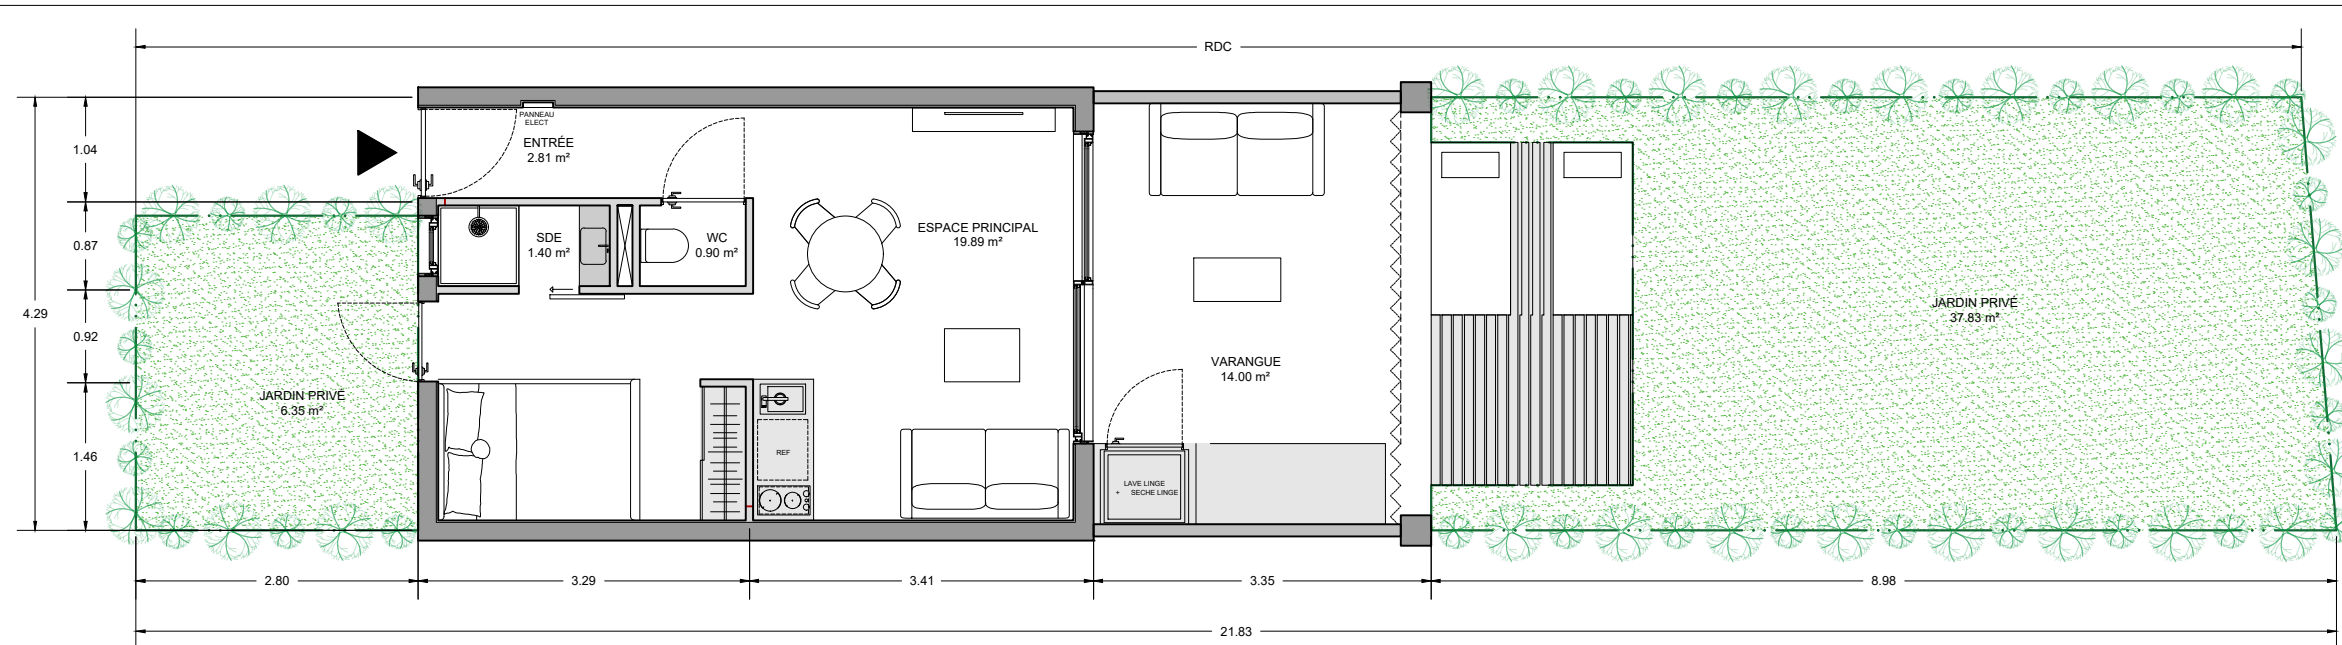 RDC
PANNEAU
ELECT
ENTRÉE
2.81 m²
1.04
0.87
4.29
0.92
1.46
SDE
1.40 m²
WC
0.90 m²
ESPACE PRINCIPAL
19.89 m²
JARDIN PRIVÉ
37.83 m²
VARANGUE
14.00 m²
JARDIN PRIVÉ
6.35 m²
REF
LAVE LINGE
+ SECHE LINGE
2.80
3.29
3.41
3.35
8.98
21.83